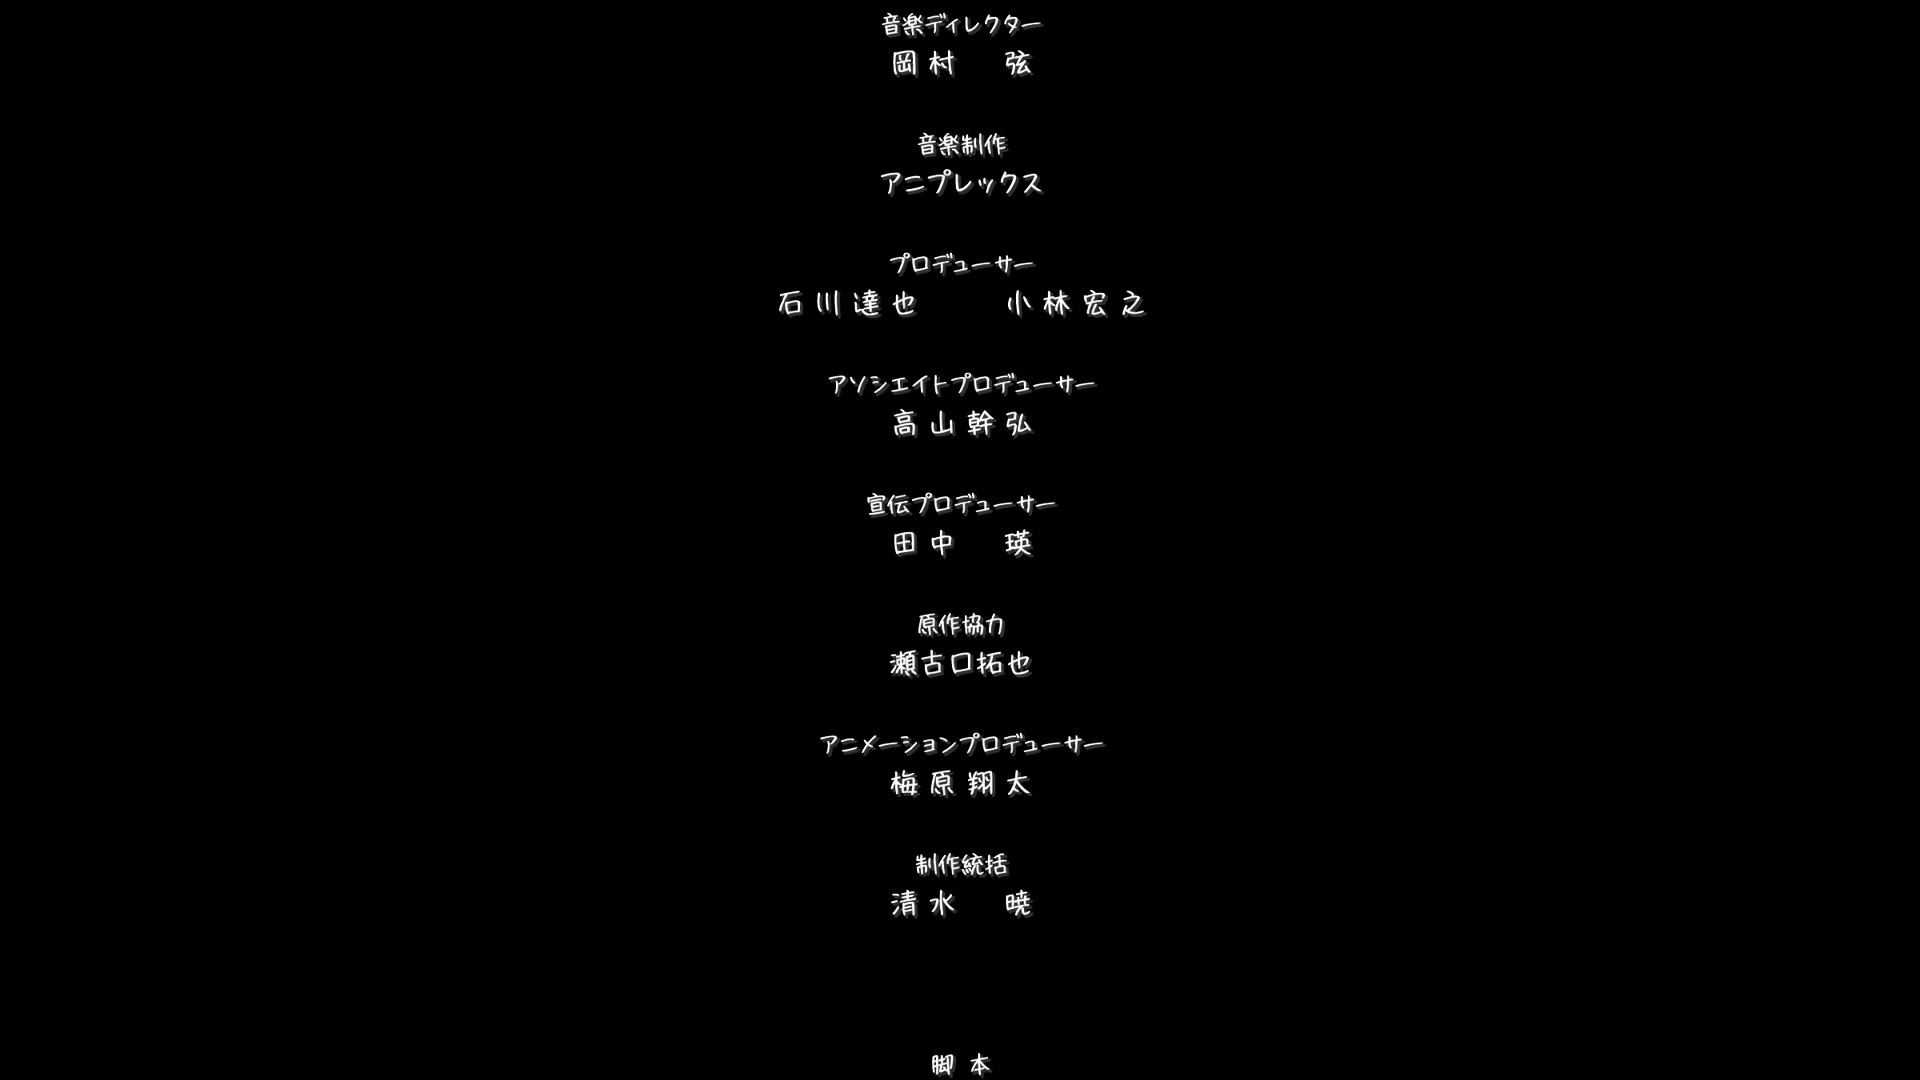 音楽ディレクター
岡村 弦
音楽制作
アニプレックス
プロデューサー
石川達也 小林宏之
アソシエイトプロデューサー
高山幹弘
宣伝プロデューサー
田中 瑛
原作協力
瀬古口拓也
アニメーションプロデューサー
梅原翔太
制作統括
清水 暁
脚本